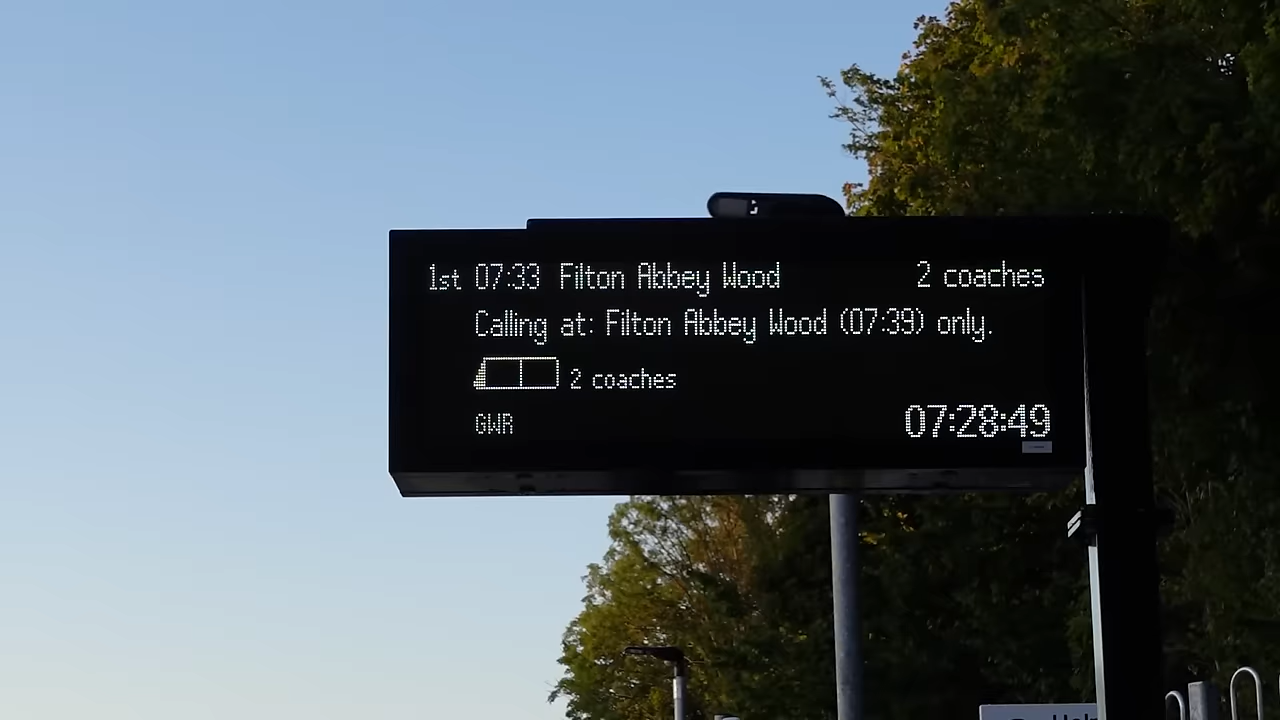 1st 07:33 Filton Abbey Wood 2 coaches
Calling at: Filton Abbey Wood (07:39) only.
2 coaches
GWR 07:28:49